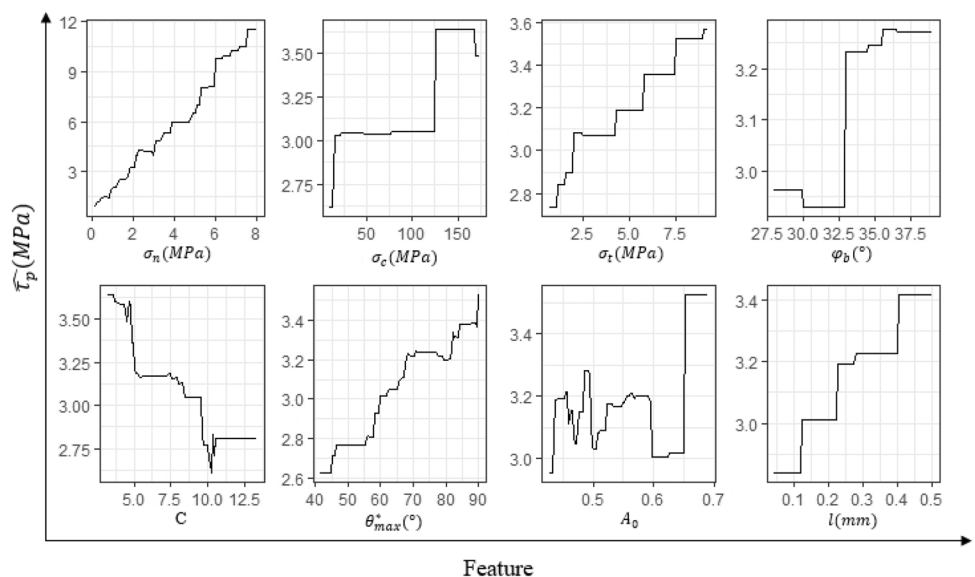 12
9
6
3
0 2 4 6 8
σₙ(MPa)
3.50
3.25
3.00
2.75
50 100 150
σ_c(MPa)
3.6
3.4
3.2
3.0
2.8
2.5 5.0 7.5
σₜ(MPa)
3.2
3.1
3.0
27.5 30.0 32.5 35.0 37.5
φ_b(°)
τ̂ₚ(MPa)
3.50
3.25
3.00
2.75
5.0 7.5 10.0 12.5
C
3.4
3.2
3.0
2.8
2.6
40 50 60 70 80 90
θ*ₘₐₓ(°)
3.4
3.2
3.0
0.5 0.6 0.7
A₀
3.4
3.2
3.0
0.1 0.2 0.3 0.4 0.5
l(mm)
Feature